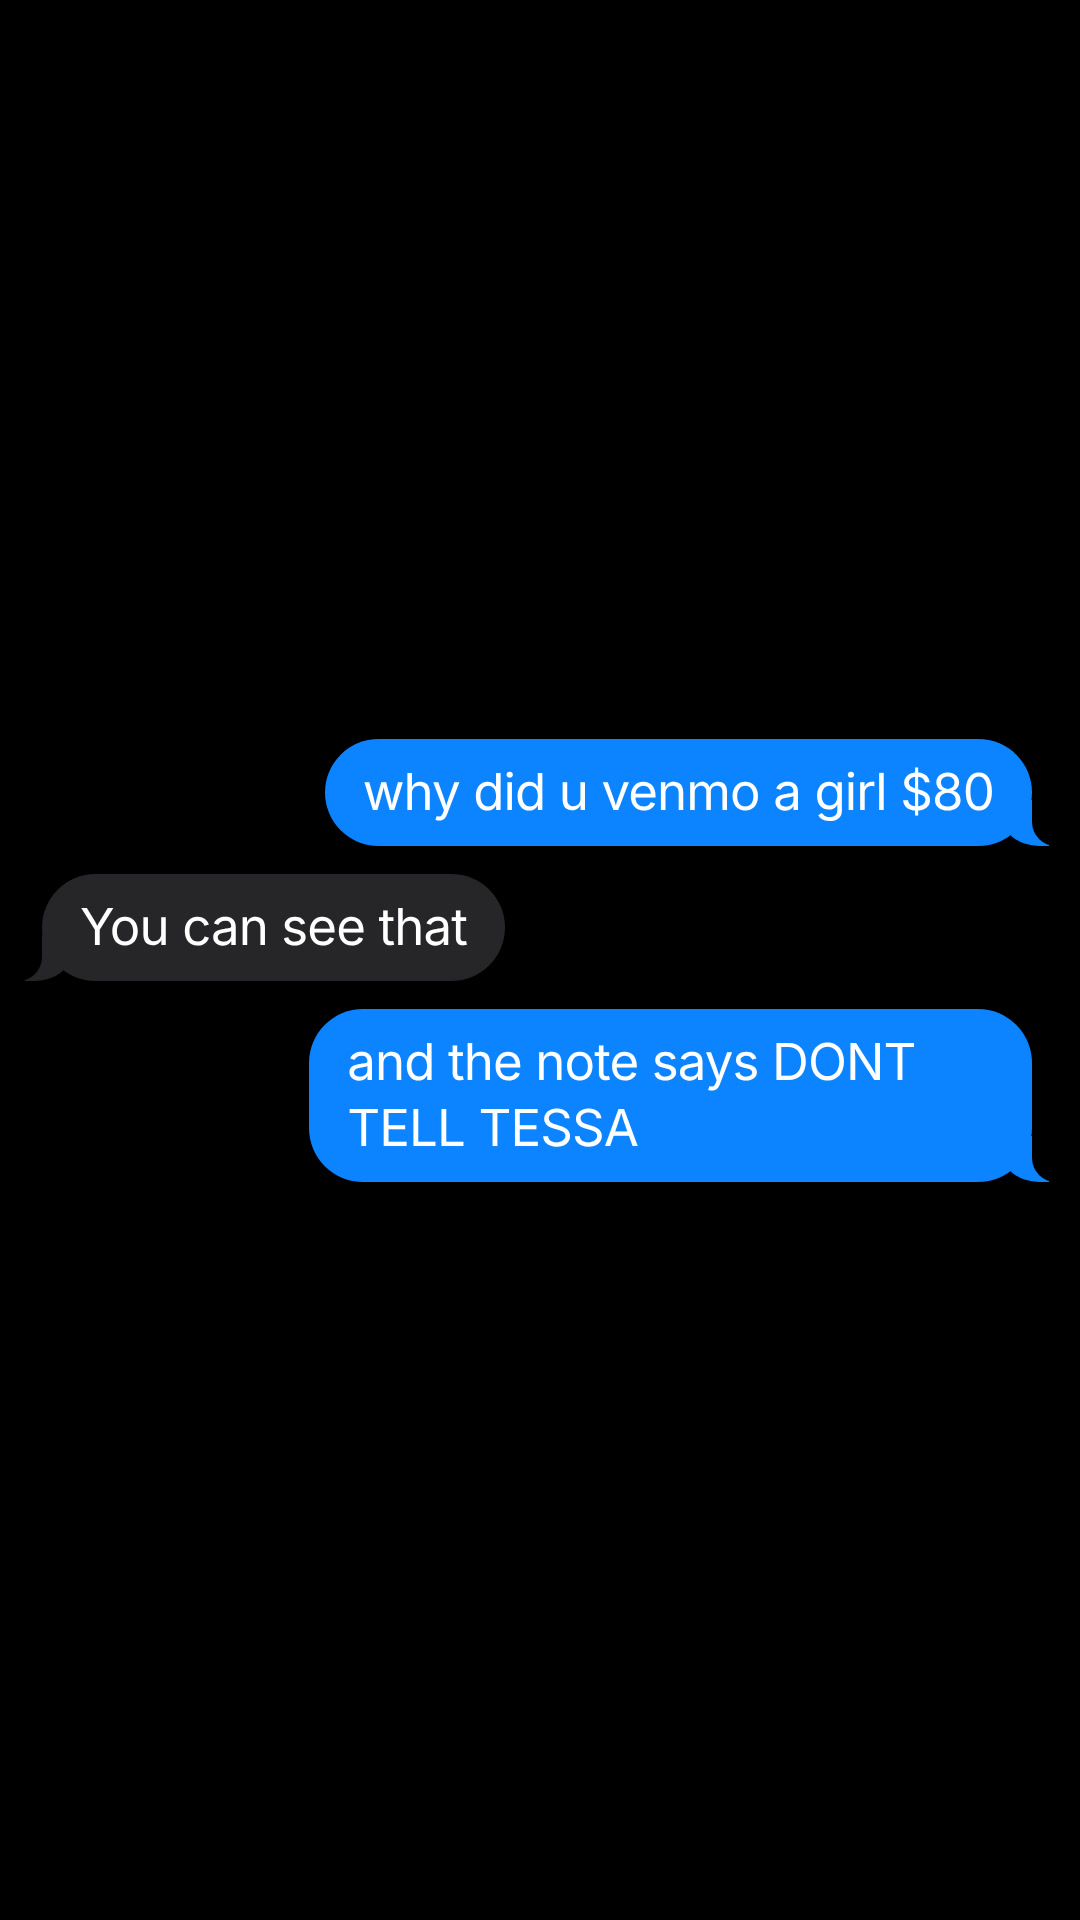 why did u venmo a girl $80
You can see that
and the note says DONT
TELL TESSA